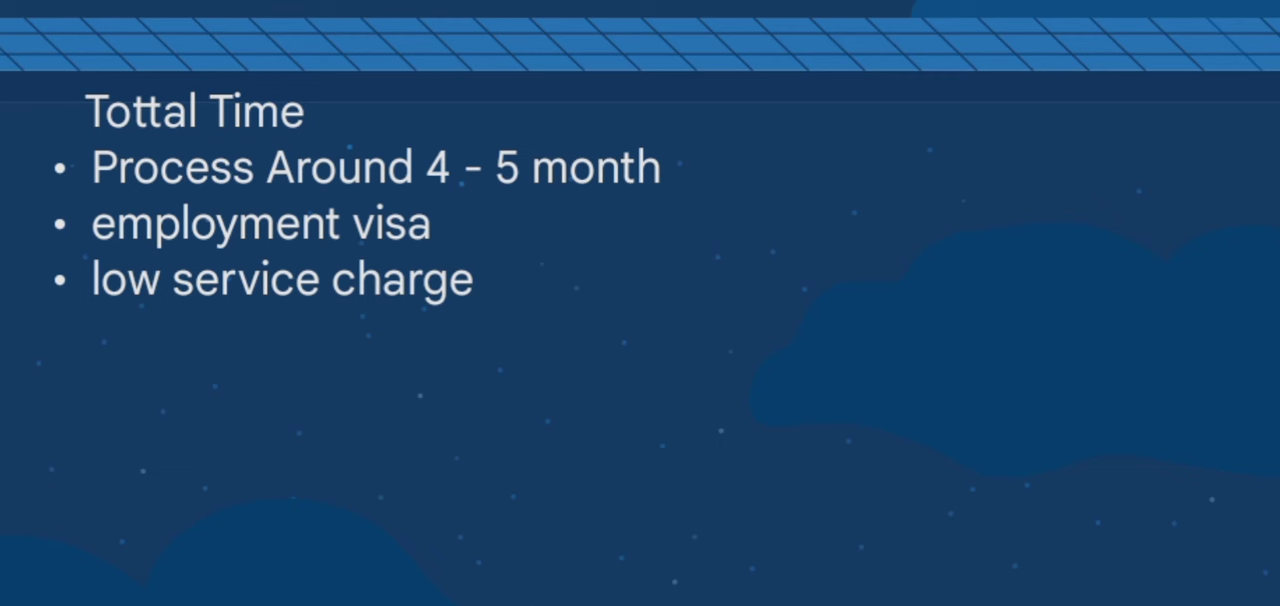 Tottal Time
• Process Around 4 - 5 month
• employment visa
• low service charge